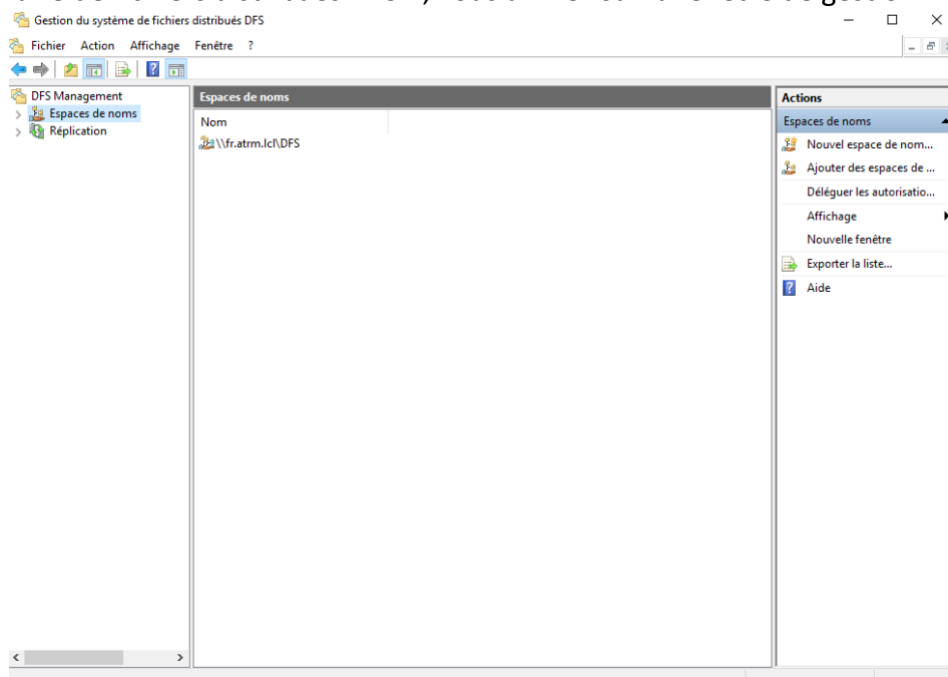 Gestion du système de fichiers distribués DFS
Fichier Action Affichage Fenêtre ?
DFS Management
Espaces de noms
Réplication
Espaces de noms
Nom
\\fr.atrm.lcl\DFS
Actions
Espaces de noms
Nouvel espace de nom...
Ajouter des espaces de ...
Déléguer les autorisatio...
Affichage
Nouvelle fenêtre
Exporter la liste...
Aide